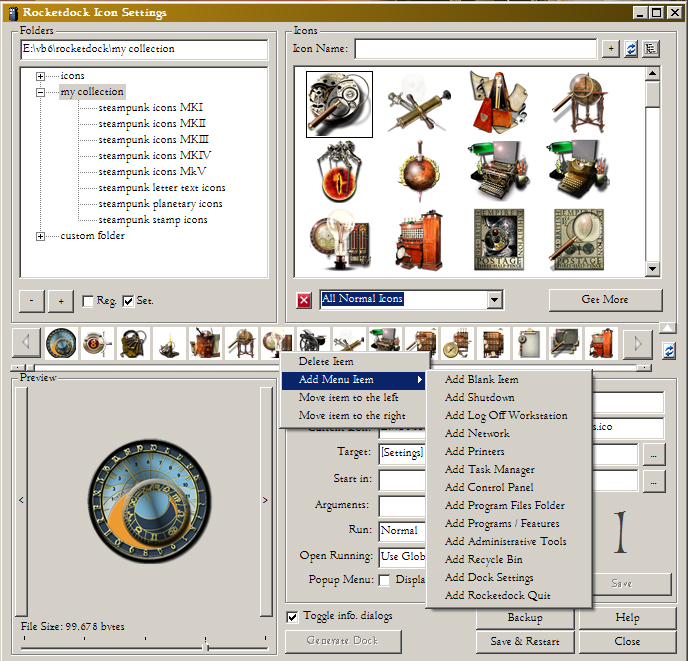 Rocketdock Icon Settings
Folders
E:\vb6\rocketdock\my collection
icons
my collection
steampunk icons MKI
steampunk icons MKII
steampunk icons MKIII
steampunk icons MKIV
steampunk icons MkV
steampunk letter text icons
steampunk planetary icons
steampunk stamp icons
custom folder
- + Reg. Set.
Icons
Icon Name: +
EMPIRE
POSTAGE
All Normal Icons Get More
Preview
Delete Item
Add Menu Item
Move item to the left
Move item to the right
Add Blank Item
Add Shutdown
Add Log Off Workstation
Add Network
Add Printers
Add Task Manager
Add Control Panel
Add Program Files Folder
Add Programs / Features
Add Administrative Tools
Add Recycle Bin
Add Dock Settings
Add Rocketdock Quit
s.ico
Target: [Settings] ...
Start in: ...
Arguments:
Run: Normal
Open Running: Use Glob
Popup Menu: Displa
1
Save
< >
File Size: 99.678 bytes
Toggle info. dialogs
Generate Dock
Backup Help
Save & Restart Close